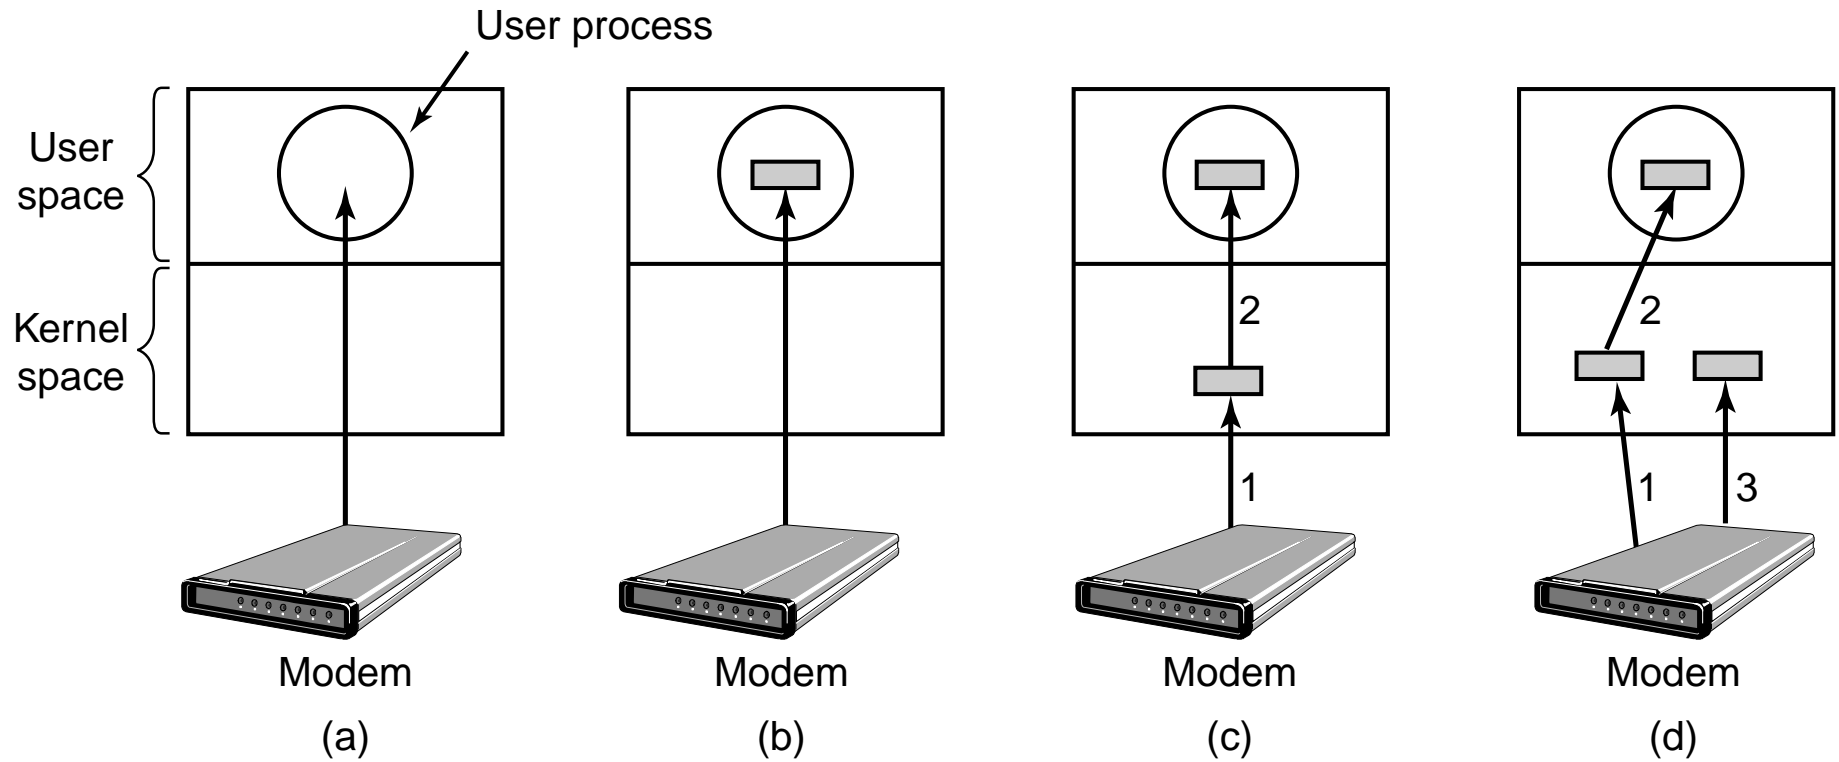 User process
User
space
Kernel
space
2
2
1
1
3
Modem
Modem
Modem
Modem
(a)
(b)
(c)
(d)